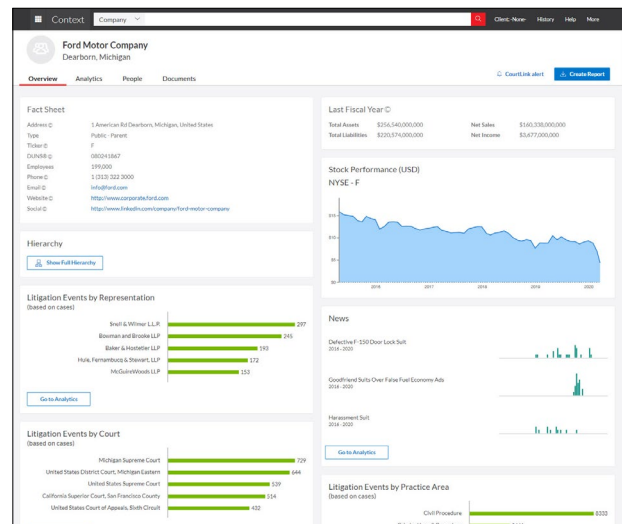 Context Company Client: -None- History Help More
Ford Motor Company
Dearborn, Michigan
Overview Analytics People Documents CourtLink alert Create Report
Fact Sheet
Address 1 American Rd Dearborn, Michigan, United States
Type Public - Parent
Ticker F
DUNS® 080241867
Employees 199,000
Phone 1 (313) 322 3000
Email info@ford.com
Website http://www.corporate.ford.com
Social http://www.linkedin.com/company/ford-motor-company
Hierarchy
Show Full Hierarchy
Litigation Events by Representation
(based on cases)
Snell & Wilmer L.L.P. 297
Bowman and Brooke LLP 245
Baker & Hostetler LLP 193
Huie, Fernambucq & Stewart, LLP 172
McGuireWoods LLP 153
Go to Analytics
Litigation Events by Court
(based on cases)
Michigan Supreme Court 729
United States District Court, Michigan Eastern 644
United States Supreme Court 539
California Superior Court, San Francisco County 514
United States Court of Appeals, Sixth Circuit 432
Last Fiscal Year
Total Assets $256,540,000,000 Net Sales $160,338,000,000
Total Liabilities $220,574,000,000 Net Income $3,677,000,000
Stock Performance (USD)
NYSE - F
$15
$10
$5
$0
2016 2017 2018 2019 2020
News
Defective F-150 Door Lock Suit
2016 - 2020
Goodfriend Suits Over False Fuel Economy Ads
2016 - 2020
Harassment Suit
2016 - 2020
Go to Analytics
Litigation Events by Practice Area
(based on cases)
Civil Procedure 8333